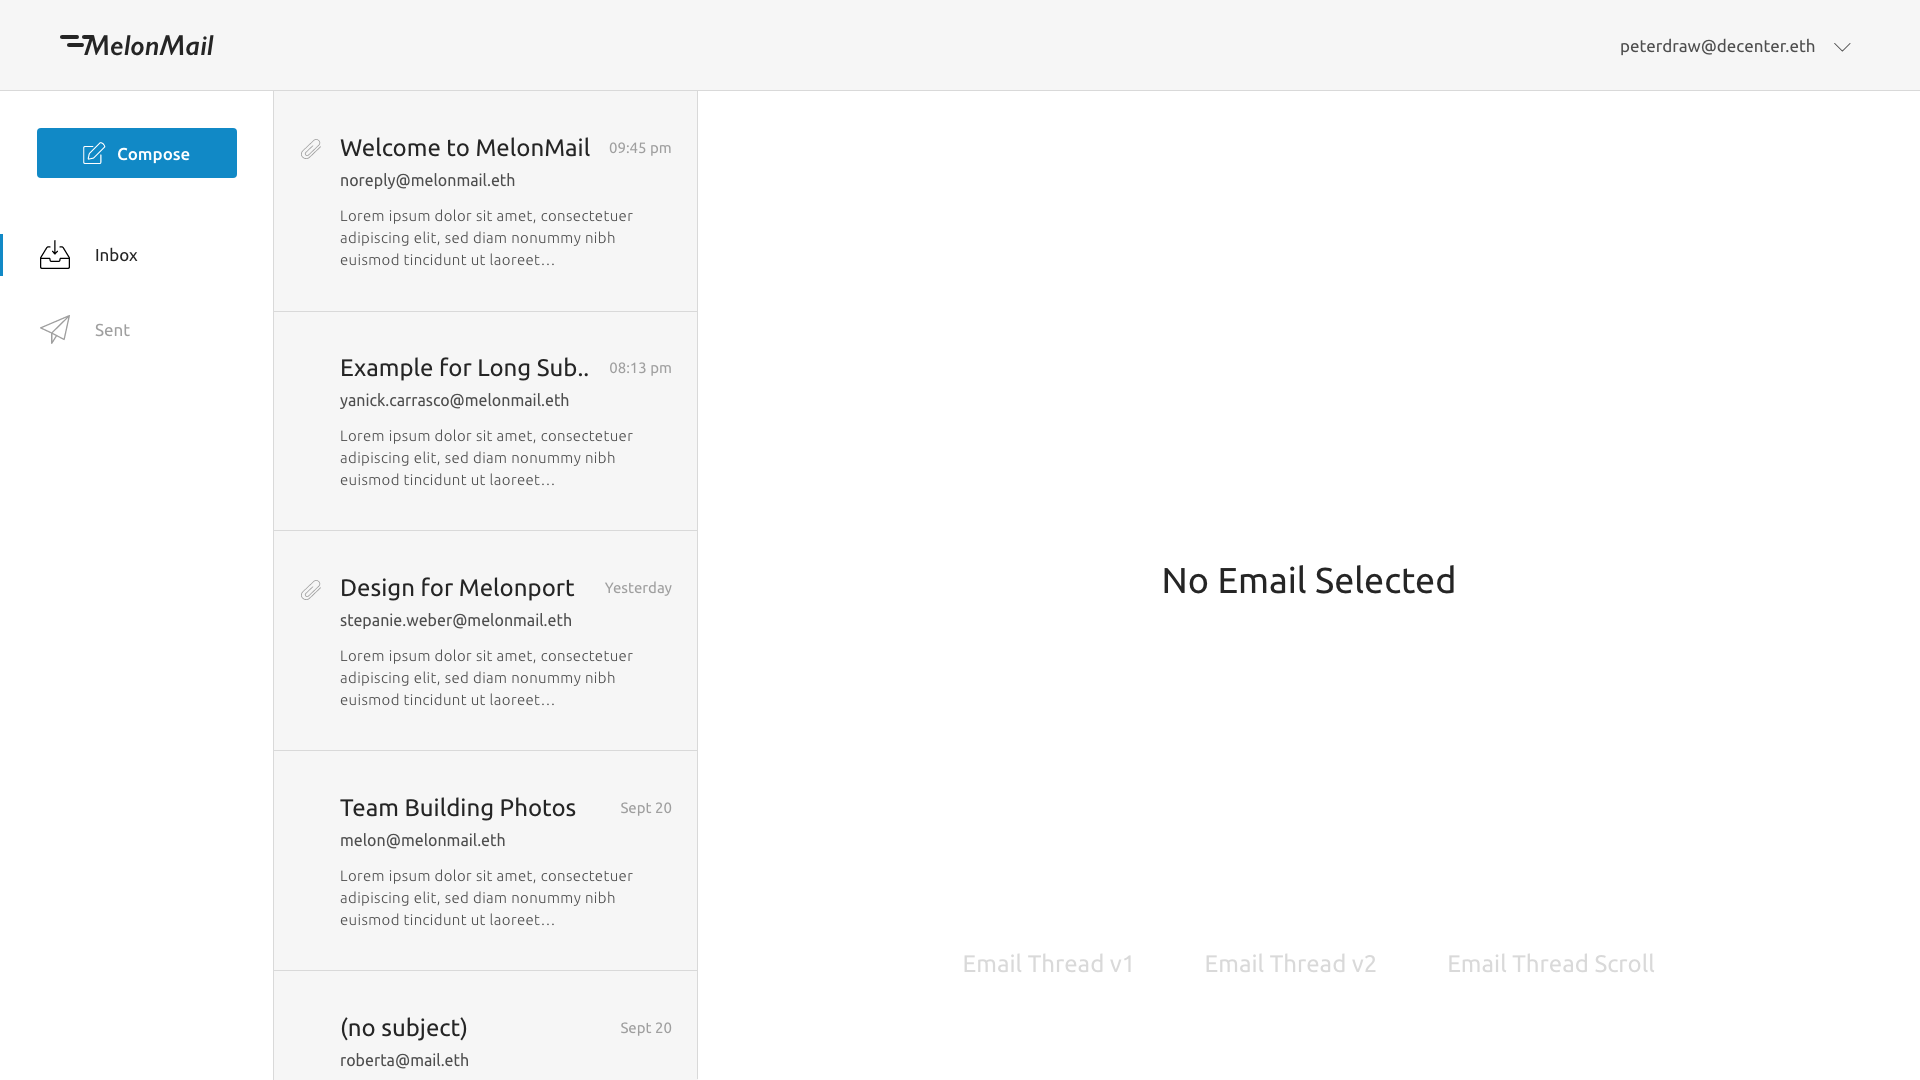 MelonMail
peterdraw@decenter.eth
Compose
Inbox
Sent
Welcome to MelonMail
09:45 pm
noreply@melonmail.eth
Lorem ipsum dolor sit amet, consectetuer
adipiscing elit, sed diam nonummy nibh
euismod tincidunt ut laoreet…
Example for Long Sub..
08:13 pm
yanick.carrasco@melonmail.eth
Lorem ipsum dolor sit amet, consectetuer
adipiscing elit, sed diam nonummy nibh
euismod tincidunt ut laoreet…
Design for Melonport
Yesterday
stepanie.weber@melonmail.eth
Lorem ipsum dolor sit amet, consectetuer
adipiscing elit, sed diam nonummy nibh
euismod tincidunt ut laoreet…
Team Building Photos
Sept 20
melon@melonmail.eth
Lorem ipsum dolor sit amet, consectetuer
adipiscing elit, sed diam nonummy nibh
euismod tincidunt ut laoreet…
(no subject)
Sept 20
roberta@mail.eth
No Email Selected
Email Thread v1
Email Thread v2
Email Thread Scroll